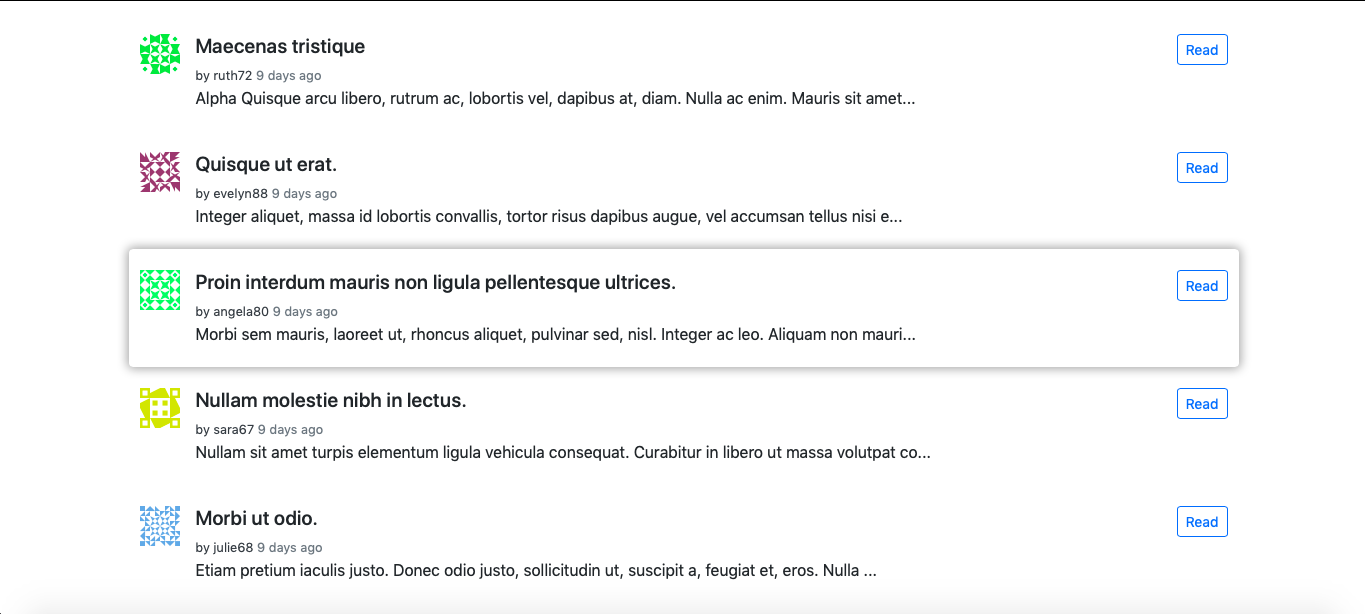 Maecenas tristique
Read
by ruth72 9 days ago
Alpha Quisque arcu libero, rutrum ac, lobortis vel, dapibus at, diam. Nulla ac enim. Mauris sit amet...
Quisque ut erat.
Read
by evelyn88 9 days ago
Integer aliquet, massa id lobortis convallis, tortor risus dapibus augue, vel accumsan tellus nisi e...
Proin interdum mauris non ligula pellentesque ultrices.
Read
by angela80 9 days ago
Morbi sem mauris, laoreet ut, rhoncus aliquet, pulvinar sed, nisl. Integer ac leo. Aliquam non mauri...
Nullam molestie nibh in lectus.
Read
by sara67 9 days ago
Nullam sit amet turpis elementum ligula vehicula consequat. Curabitur in libero ut massa volutpat co...
Morbi ut odio.
Read
by julie68 9 days ago
Etiam pretium iaculis justo. Donec odio justo, sollicitudin ut, suscipit a, feugiat et, eros. Nulla ...